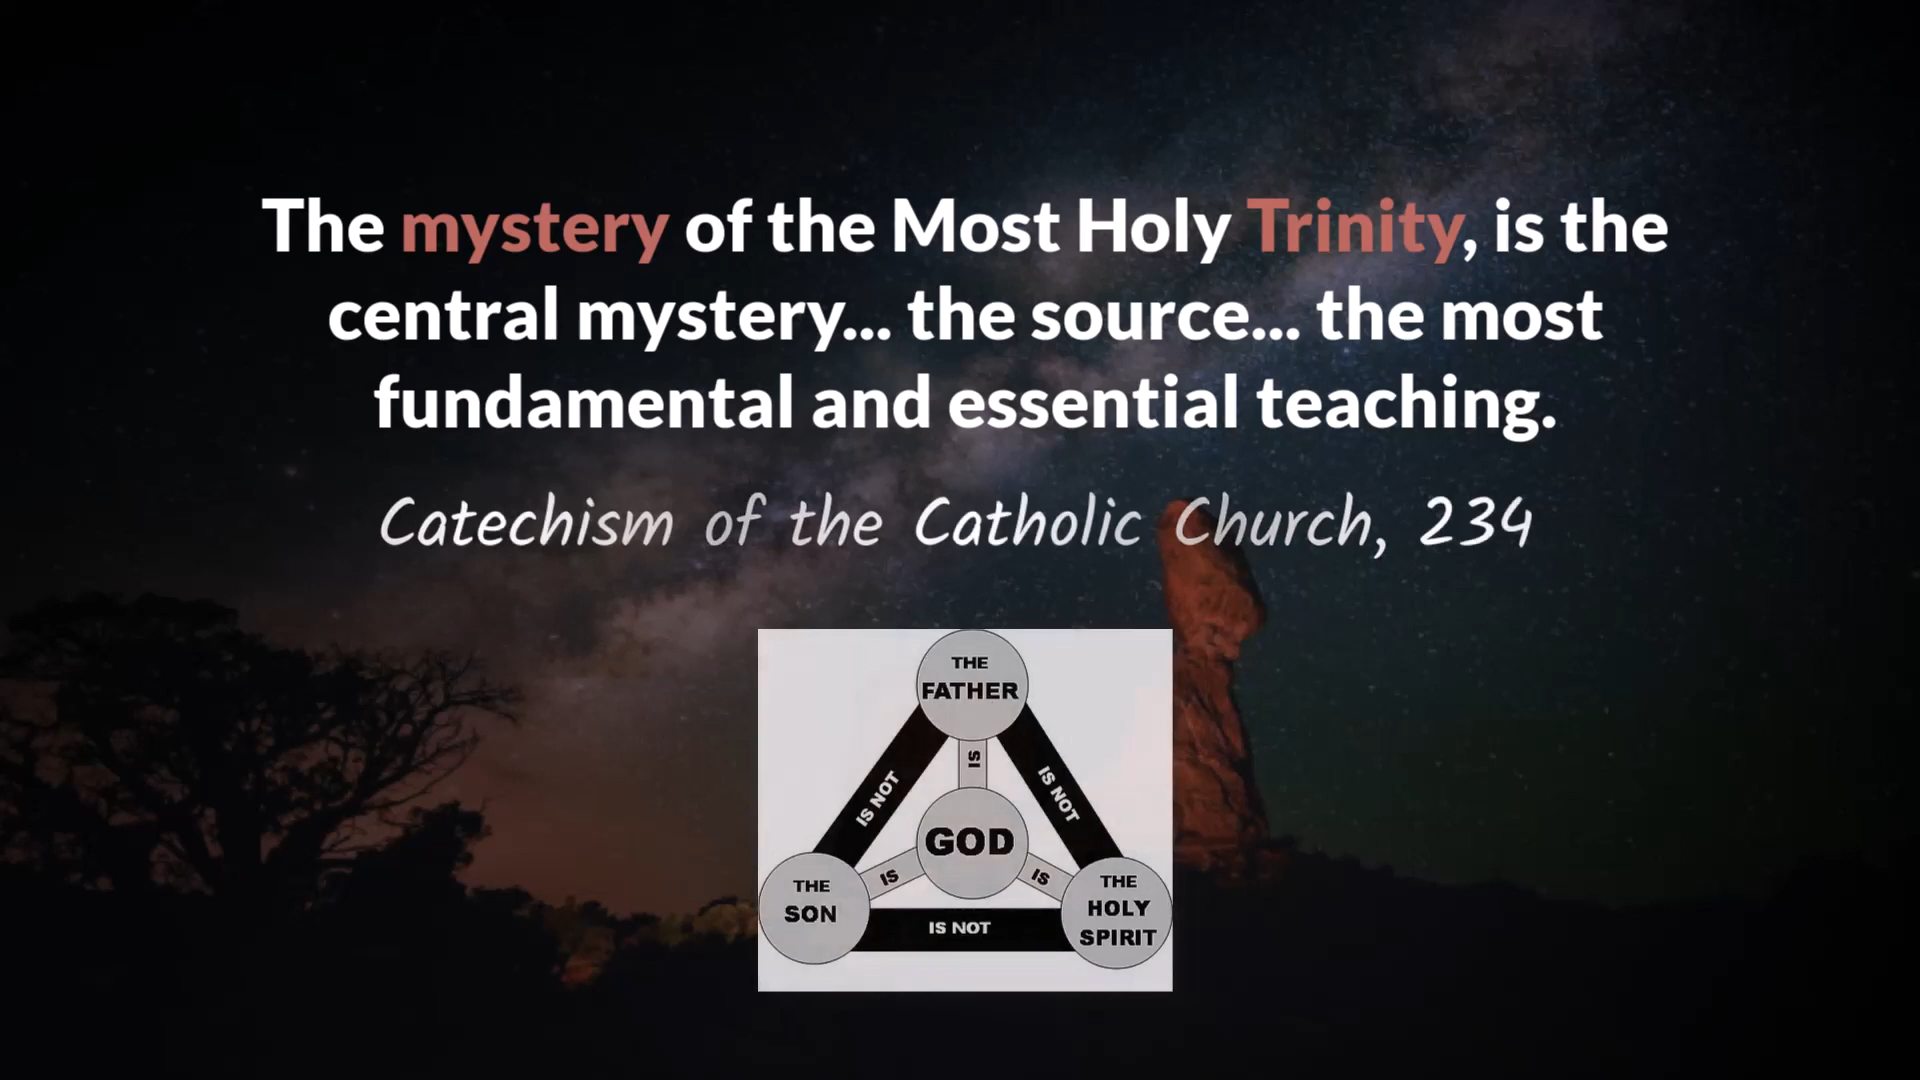 The mystery of the Most Holy Trinity, is the
central mystery... the source... the most
fundamental and essential teaching.
Catechism of the Catholic Church, 234
THE
FATHER
IS
IS NOT
IS NOT
GOD
IS
IS
THE
SON
THE
HOLY
SPIRIT
IS NOT